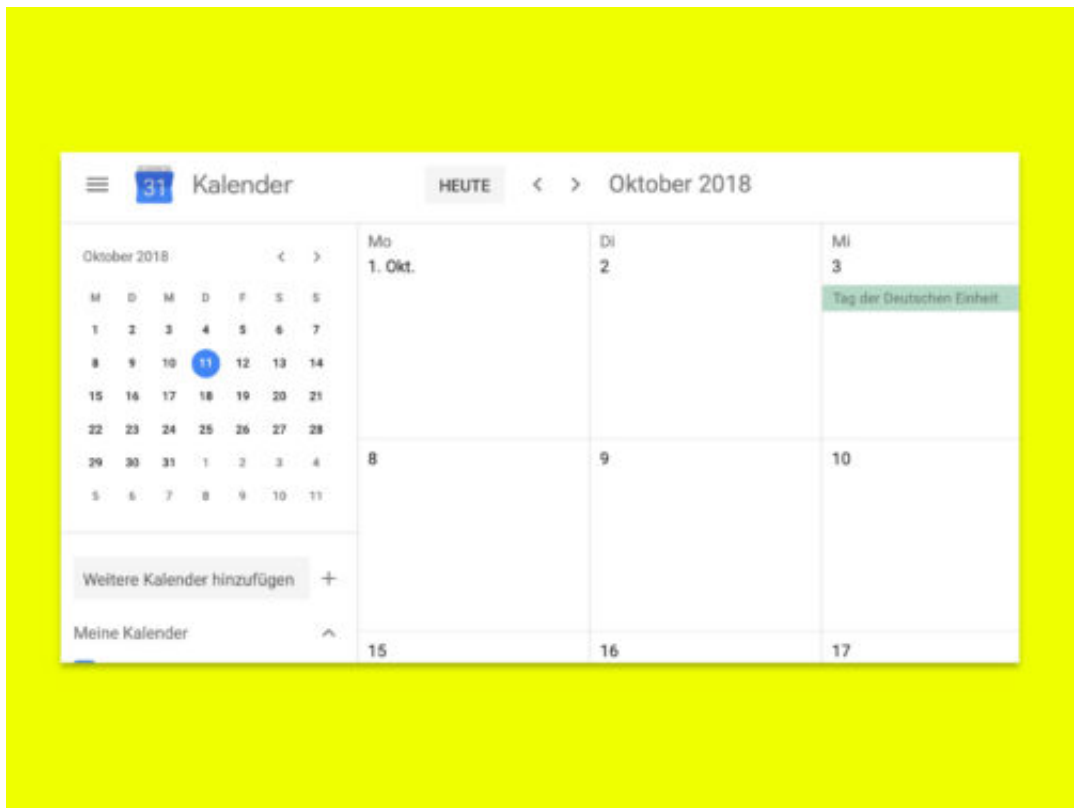 31 Kalender HEUTE < > Oktober 2018
Oktober 2018 < >
M D M D F S S
1 2 3 4 5 6 7
8 9 10 11 12 13 14
15 16 17 18 19 20 21
22 23 24 25 26 27 28
29 30 31 1 2 3 4
5 6 7 8 9 10 11
Weitere Kalender hinzufügen +
Meine Kalender
Mo Di Mi
1. Okt. 2 3
Tag der Deutschen Einheit
8 9 10
15 16 17